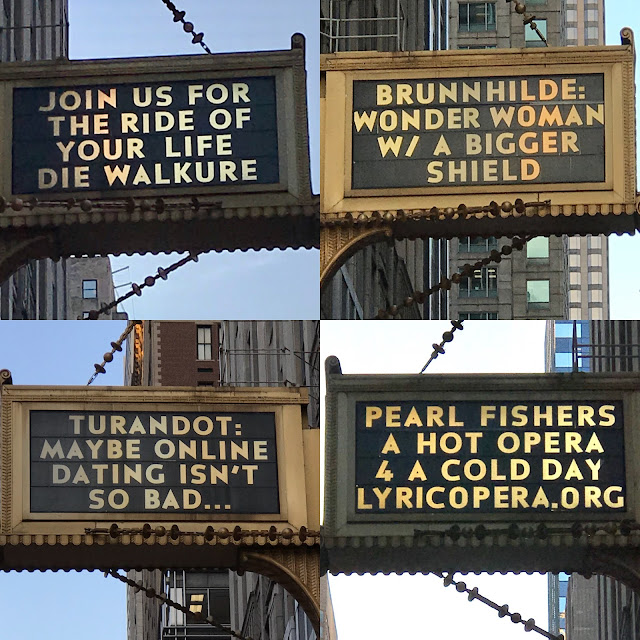 JOIN US FOR
THE RIDE OF
YOUR LIFE
DIE WALKURE
BRUNNHILDE:
WONDER WOMAN
W/ A BIGGER
SHIELD
TURANDOT:
MAYBE ONLINE
DATING ISN'T
SO BAD...
PEARL FISHERS
A HOT OPERA
4 A COLD DAY
LYRICOPERA.ORG